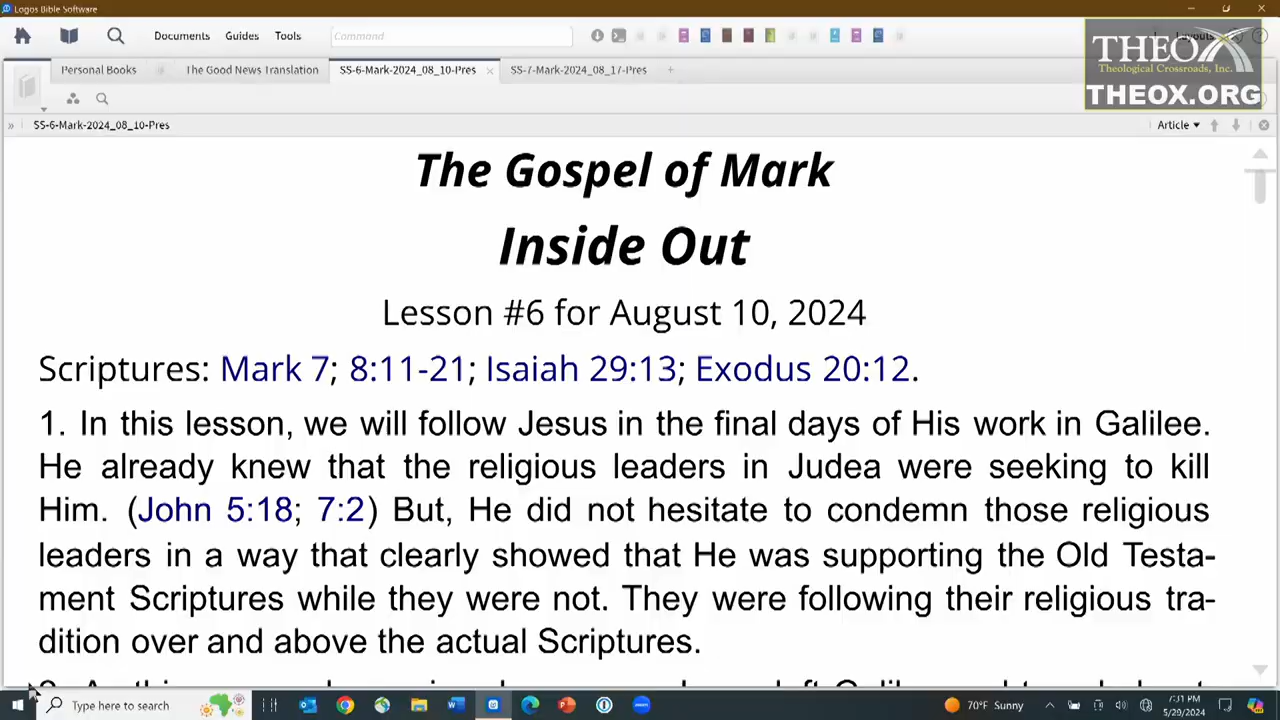 Logos Bible Software
Documents Guides Tools Command
THEOX
Theological Crossroads, Inc.
THEOX.ORG
Personal Books The Good News Translation SS-6-Mark-2024_08_10-Pres SS-7-Mark-2024_08_17-Pres
SS-6-Mark-2024_08_10-Pres Article
The Gospel of Mark
Inside Out
Lesson #6 for August 10, 2024
Scriptures: Mark 7; 8:11-21; Isaiah 29:13; Exodus 20:12.
1. In this lesson, we will follow Jesus in the final days of His work in Galilee.
He already knew that the religious leaders in Judea were seeking to kill
Him. (John 5:18; 7:2) But, He did not hesitate to condemn those religious
leaders in a way that clearly showed that He was supporting the Old Testa-
ment Scriptures while they were not. They were following their religious tra-
dition over and above the actual Scriptures.
Type here to search 70°F Sunny 7:31 PM
5/29/2024